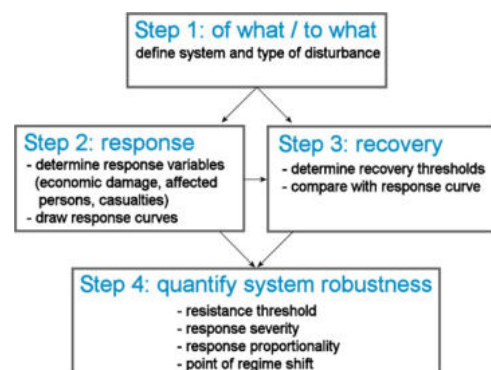 Step 1: of what / to what
define system and type of disturbance
Step 2: response
- determine response variables
(economic damage, affected
persons, casualties)
- draw response curves
Step 3: recovery
- determine recovery thresholds
- compare with response curve
Step 4: quantify system robustness
- resistance threshold
- response severity
- response proportionality
- point of regime shift